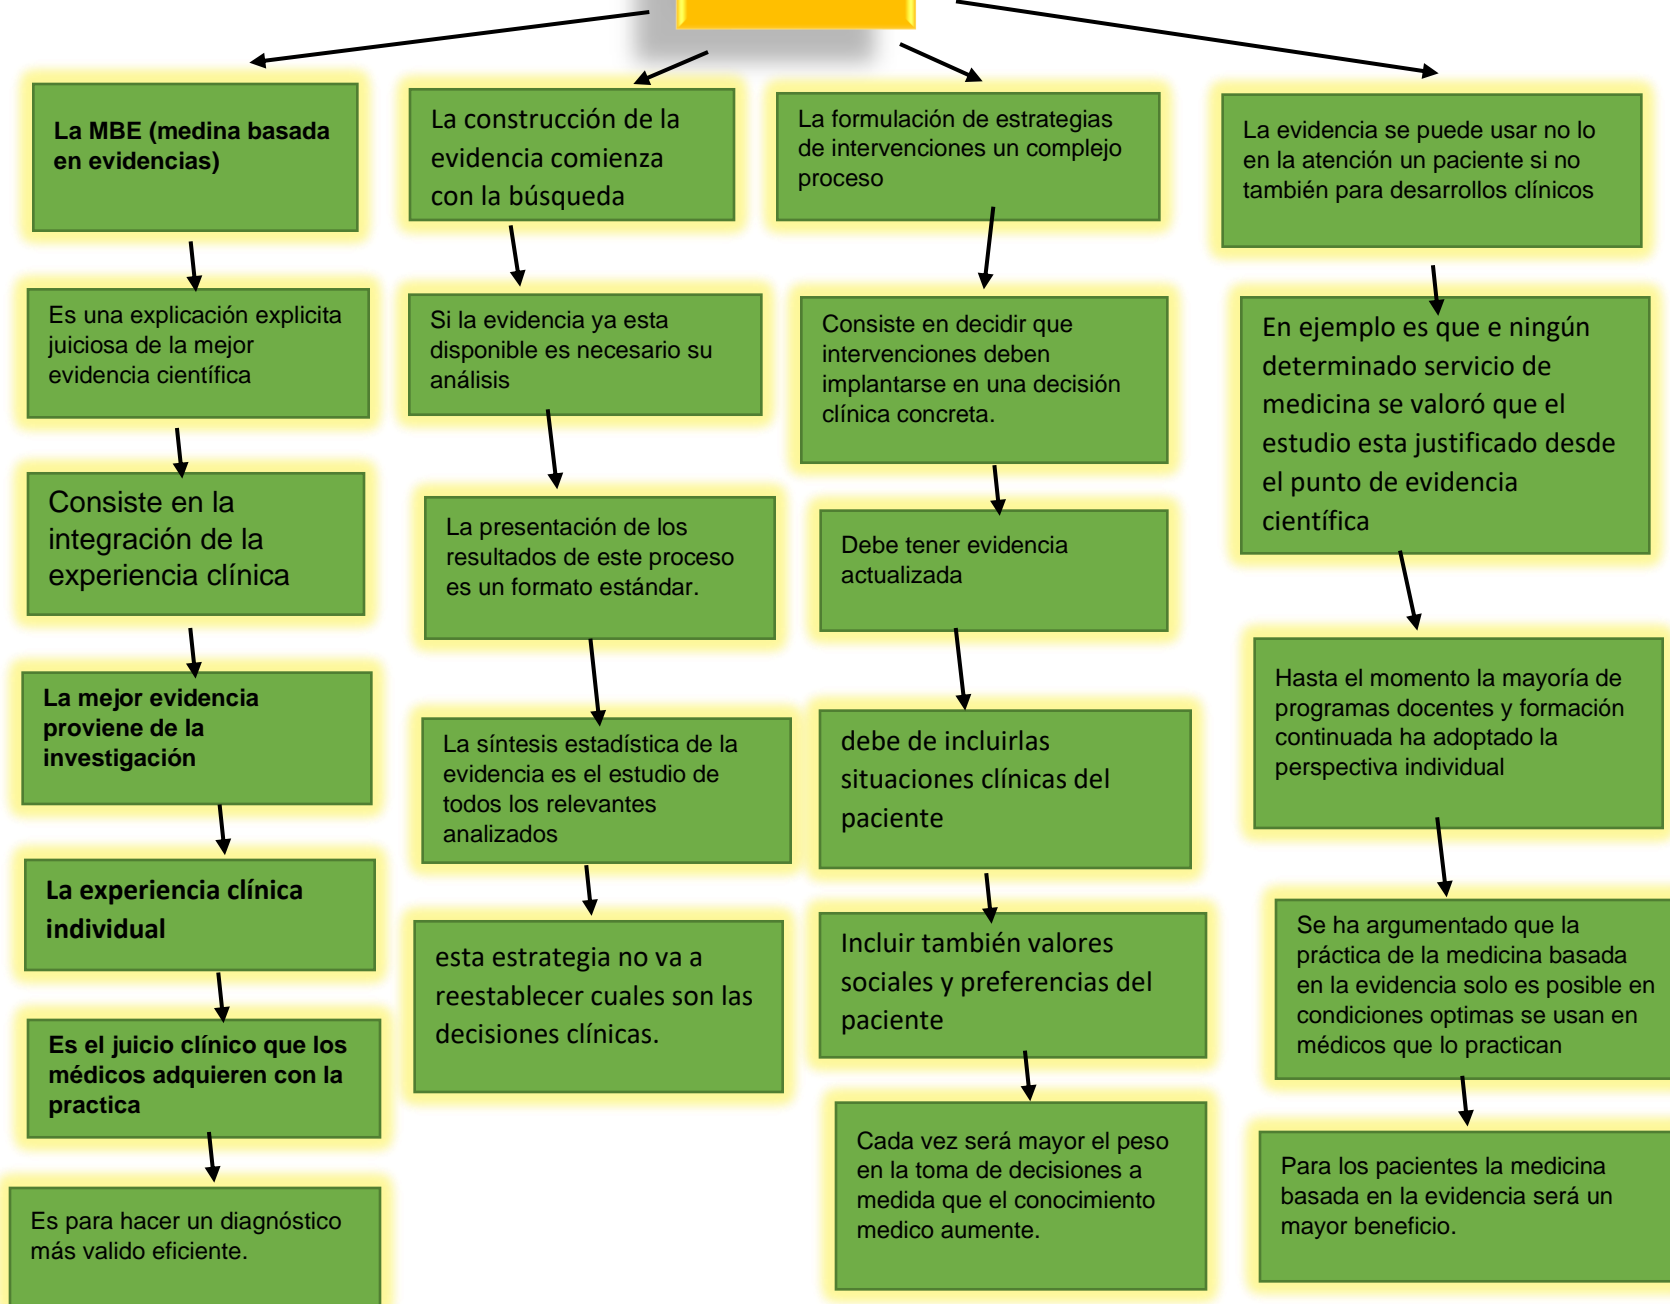 La MBE (medina basada
en evidencias)
Es una explicación explicita
juiciosa de la mejor
evidencia científica
Consiste en la
integración de la
experiencia clínica
La mejor evidencia
proviene de la
investigación
La experiencia clínica
individual
Es el juicio clínico que los
médicos adquieren con la
practica
Es para hacer un diagnóstico
más valido eficiente.
La construcción de la
evidencia comienza
con la búsqueda
Si la evidencia ya esta
disponible es necesario su
análisis
La presentación de los
resultados de este proceso
es un formato estándar.
La síntesis estadística de la
evidencia es el estudio de
todos los relevantes
analizados
esta estrategia no va a
reestablecer cuales son las
decisiones clínicas.
La formulación de estrategias
de intervenciones un complejo
proceso
Consiste en decidir que
intervenciones deben
implantarse en una decisión
clínica concreta.
Debe tener evidencia
actualizada
debe de incluirlas
situaciones clínicas del
paciente
Incluir también valores
sociales y preferencias del
paciente
Cada vez será mayor el peso
en la toma de decisiones a
medida que el conocimiento
medico aumente.
La evidencia se puede usar no lo
en la atención un paciente si no
también para desarrollos clínicos
En ejemplo es que e ningún
determinado servicio de
medicina se valoró que el
estudio esta justificado desde
el punto de evidencia
científica
Hasta el momento la mayoría de
programas docentes y formación
continuada ha adoptado la
perspectiva individual
Se ha argumentado que la
práctica de la medicina basada
en la evidencia solo es posible en
condiciones optimas se usan en
médicos que lo practican
Para los pacientes la medicina
basada en la evidencia será un
mayor beneficio.